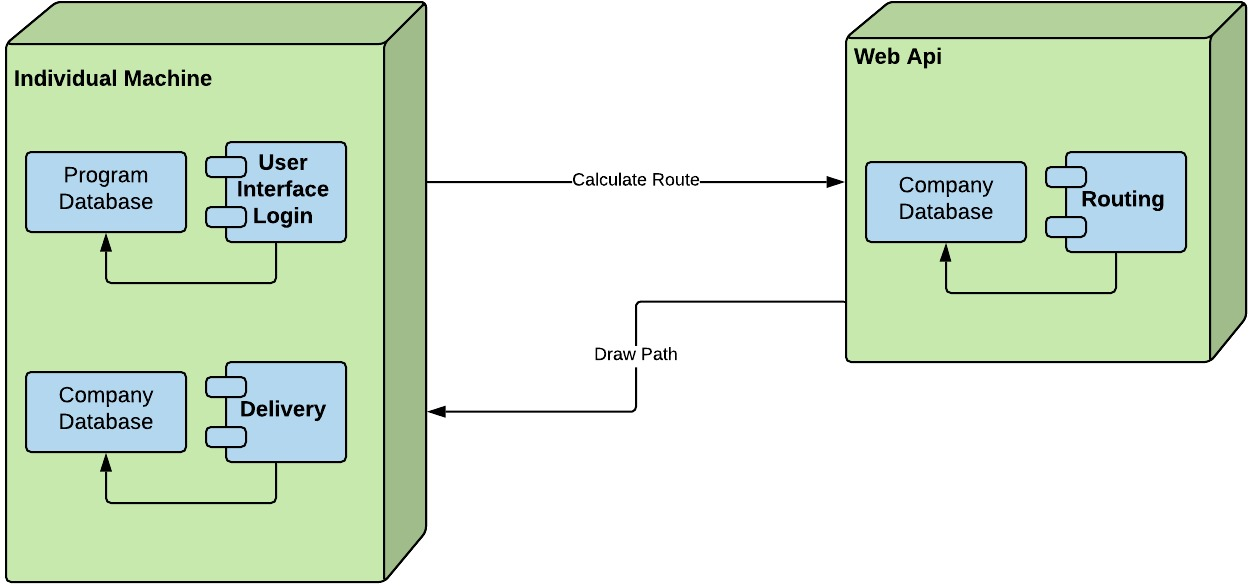 Individual Machine
Program
Database
User
Interface
Login
Company
Database
Delivery
Calculate Route
Draw Path
Web Api
Company
Database
Routing